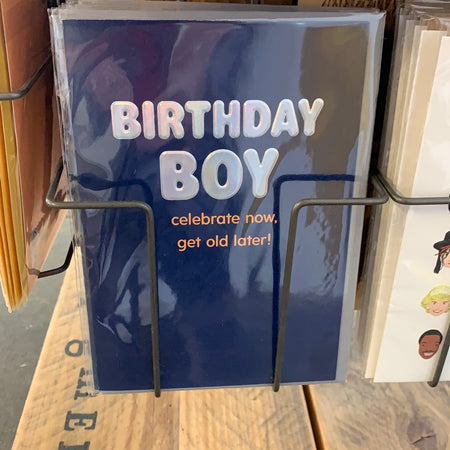 BIRTHDAY
BOY
celebrate now,
get old later!